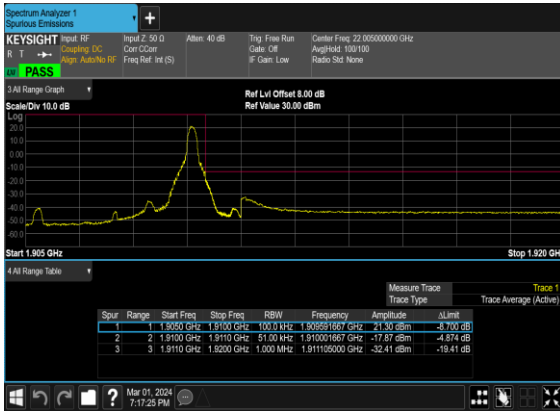 Spectrum Analyzer 1
Spurious Emissions
+
KEYSIGHT Input: RF Input Z: 50 Ω Atten: 40 dB Trig: Free Run Center Freq: 22.005000000 GHz
R T Coupling: DC Corr CCorr Gate: Off Avg|Hold: 100/100
Align: Auto/No RF Freq Ref: Int (S) IF Gain: Low Radio Std: None
LW PASS
3 All Range Graph Ref Lvl Offset 8.00 dB
Scale/Div 10.0 dB Ref Value 30.00 dBm
Log
20.0
10.0
0.00
-10.0
-20.0
-30.0
-40.0
-50.0
-60.0
Start 1.905 GHz Stop 1.920 GH
4 All Range Table
Measure Trace Trace 1
Trace Type Trace Average (Active)
Spur Range Start Freq Stop Freq RBW Frequency Amplitude ΔLimit
1 1 1.9050 GHz 1.9100 GHz 100.0 kHz 1.909591667 GHz 21.30 dBm -8.700 dB
2 2 1.9100 GHz 1.9110 GHz 51.00 kHz 1.910001667 GHz -17.87 dBm -4.874 dB
3 3 1.9110 GHz 1.9200 GHz 1.000 MHz 1.911105000 GHz -32.41 dBm -19.41 dB
? Mar 01, 2024
7:17:25 PM